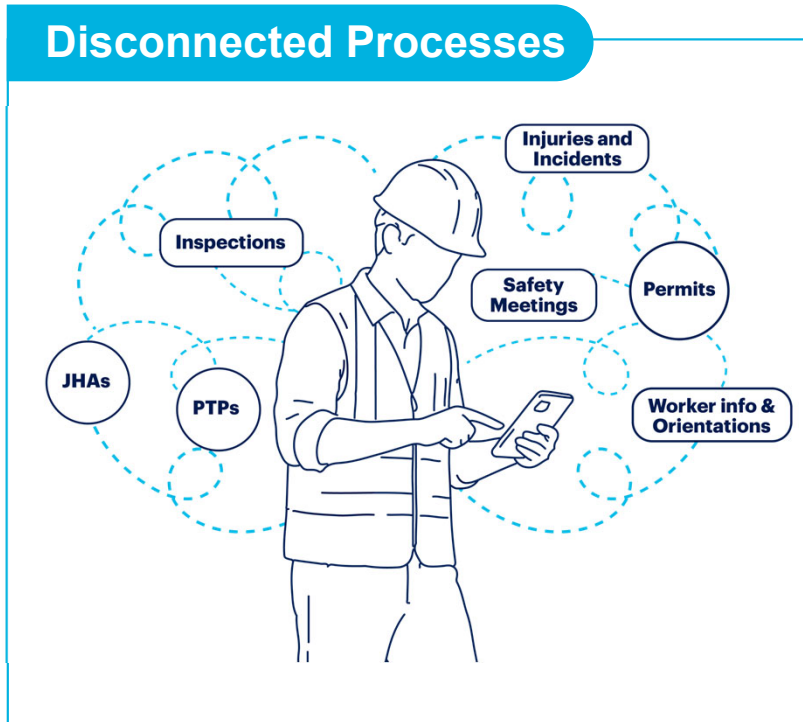 Disconnected Processes
Injuries and
Incidents
Inspections
Safety
Meetings
Permits
JHAs
PTPs
Worker info &
Orientations